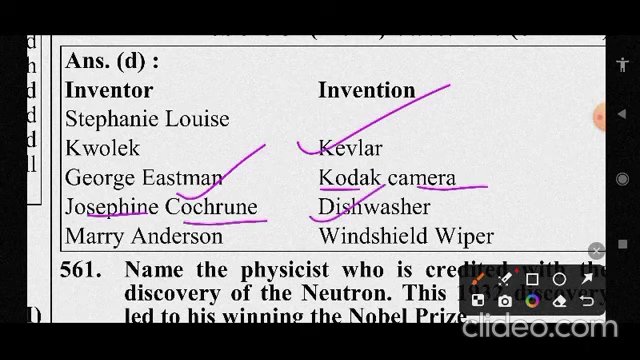 Ans. (d) :
Inventor Invention
Stephanie Louise
Kwolek Kevlar
George Eastman Kodak camera
Josephine Cochrune Dishwasher
Marry Anderson Windshield Wiper
561. Name the physicist who is credited with the
discovery of the Neutron. This 1932 discovery
led to his winning the Nobel Prize
clideo.com